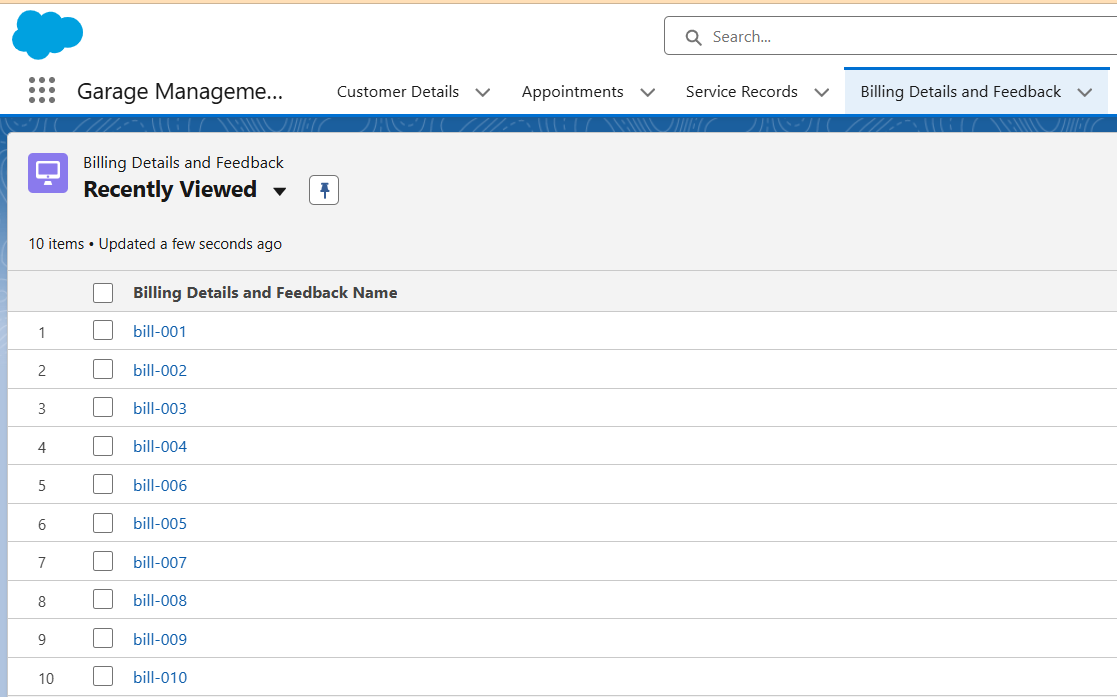 Search...
Garage Manageme...
Customer Details
Appointments
Service Records
Billing Details and Feedback
Billing Details and Feedback
Recently Viewed
10 items • Updated a few seconds ago
Billing Details and Feedback Name
1 bill-001
2 bill-002
3 bill-003
4 bill-004
5 bill-006
6 bill-005
7 bill-007
8 bill-008
9 bill-009
10 bill-010